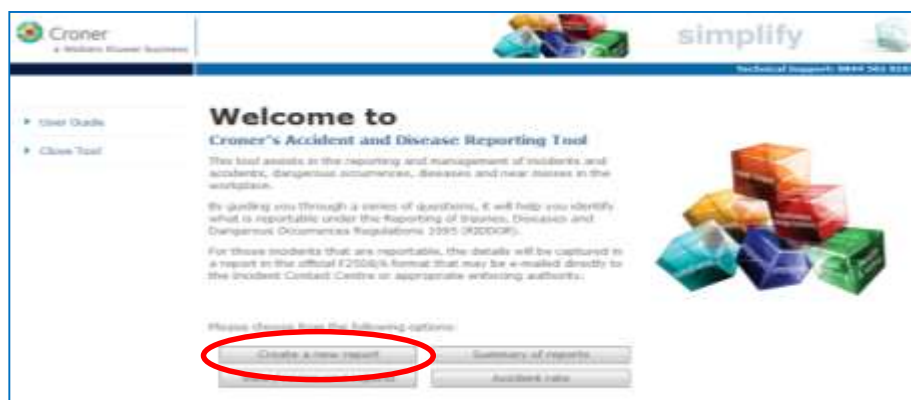 Croner
a Wolters Kluwer business
simplify
Technical Support: 0844 561
User Guide
Close Tool
Welcome to
Croner's Accident and Disease Reporting Tool
This tool assists in the reporting and management of incidents and
accidents, dangerous occurrences, diseases and near misses in the
workplace.
By guiding you through a series of questions, it will help you identify
what is reportable under the Reporting of Injuries, Diseases and
Dangerous Occurrences Regulations 1995 (RIDDOR).
For those incidents that are reportable, the details will be captured in
a report in the official F2508/A format that may be e-mailed directly to
the Incident Contact Centre or appropriate enforcing authority.
Please choose from the following options:
Create a new report
Summary of reports
Accident rate